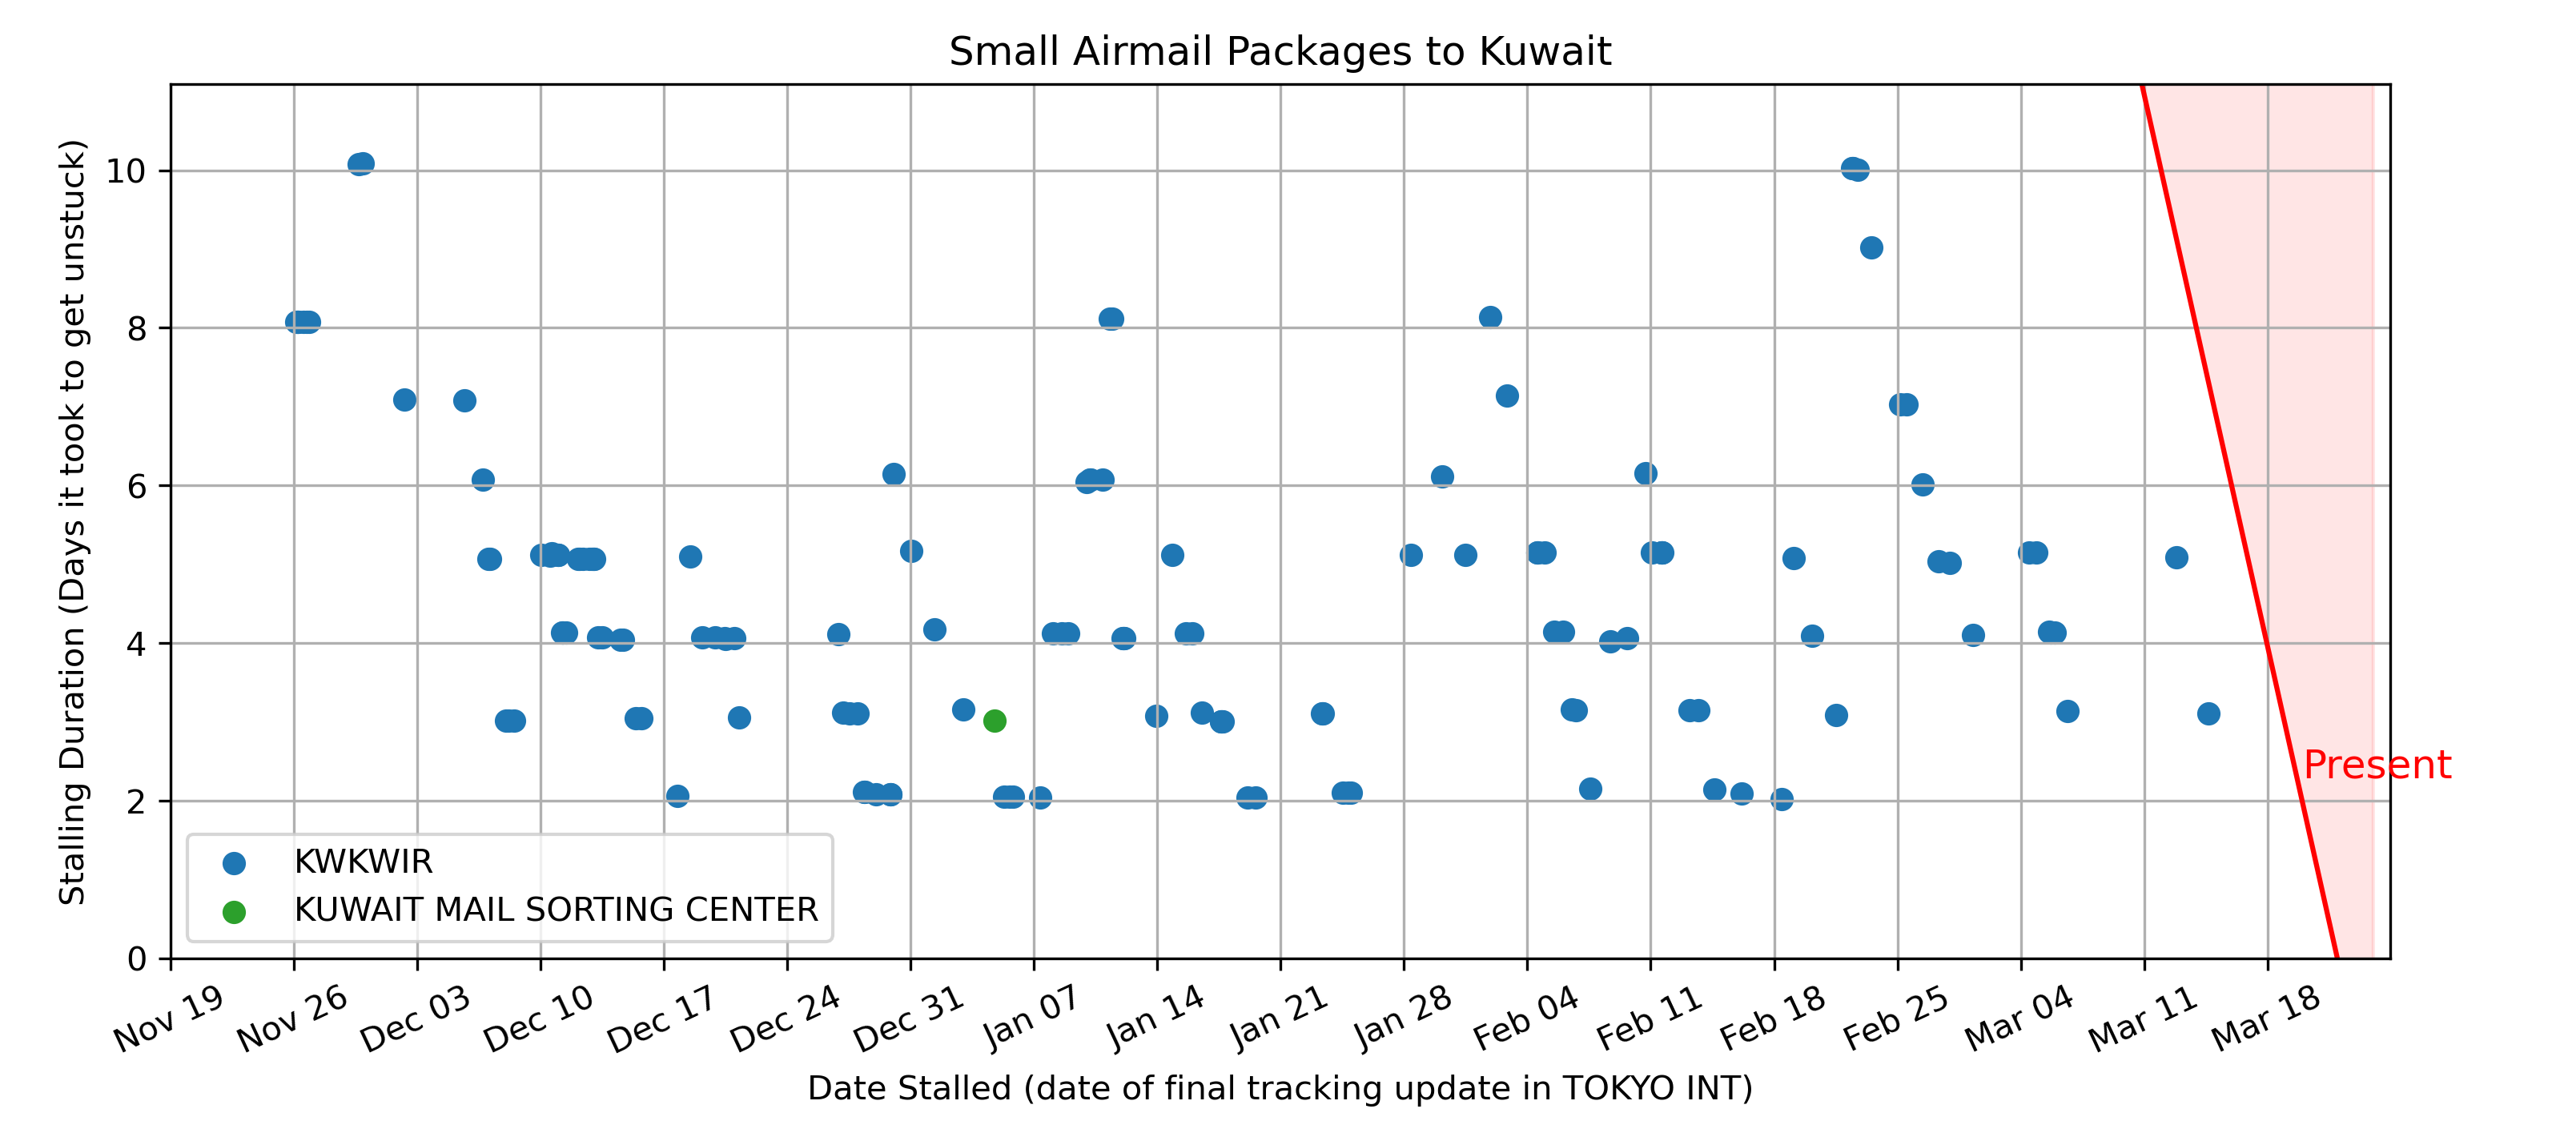 Small Airmail Packages to Kuwait
Stalling Duration (Days it took to get unstuck)
10
8
6
4
2
0
Present
KWKWIR
KUWAIT MAIL SORTING CENTER
Nov 19
Nov 26
Dec 03
Dec 10
Dec 17
Dec 24
Dec 31
Jan 07
Jan 14
Jan 21
Jan 28
Feb 04
Feb 11
Feb 18
Feb 25
Mar 04
Mar 11
Mar 18
Date Stalled (date of final tracking update in TOKYO INT)